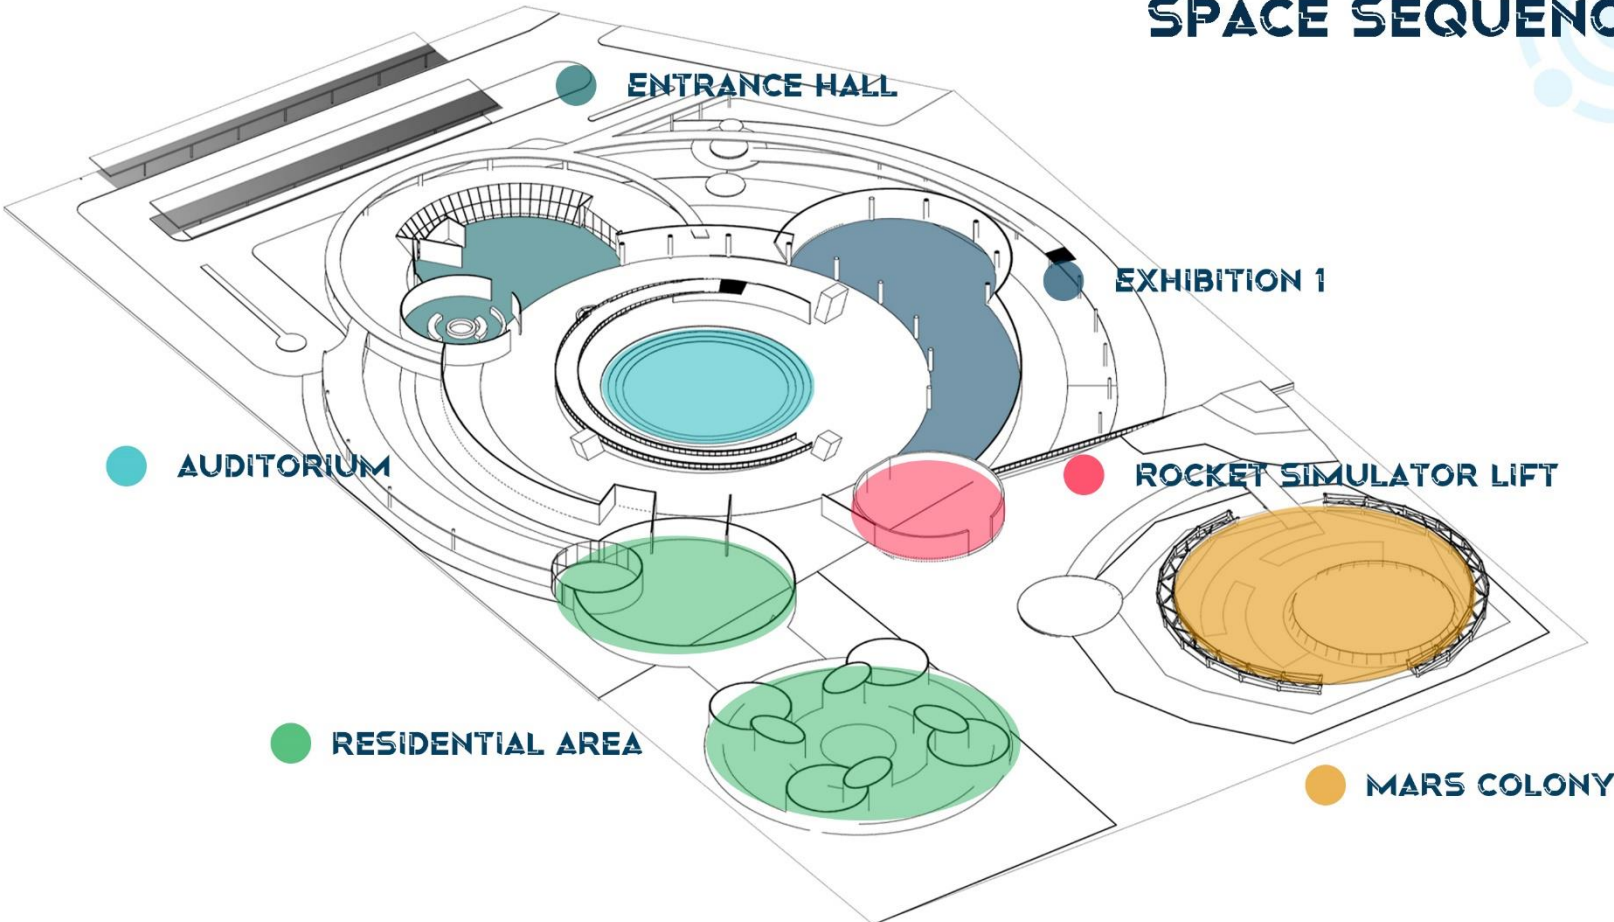 SPACE SEQUENC
ENTRANCE HALL
EXHIBITION 1
AUDITORIUM
ROCKET SIMULATOR LIFT
RESIDENTIAL AREA
MARS COLONY